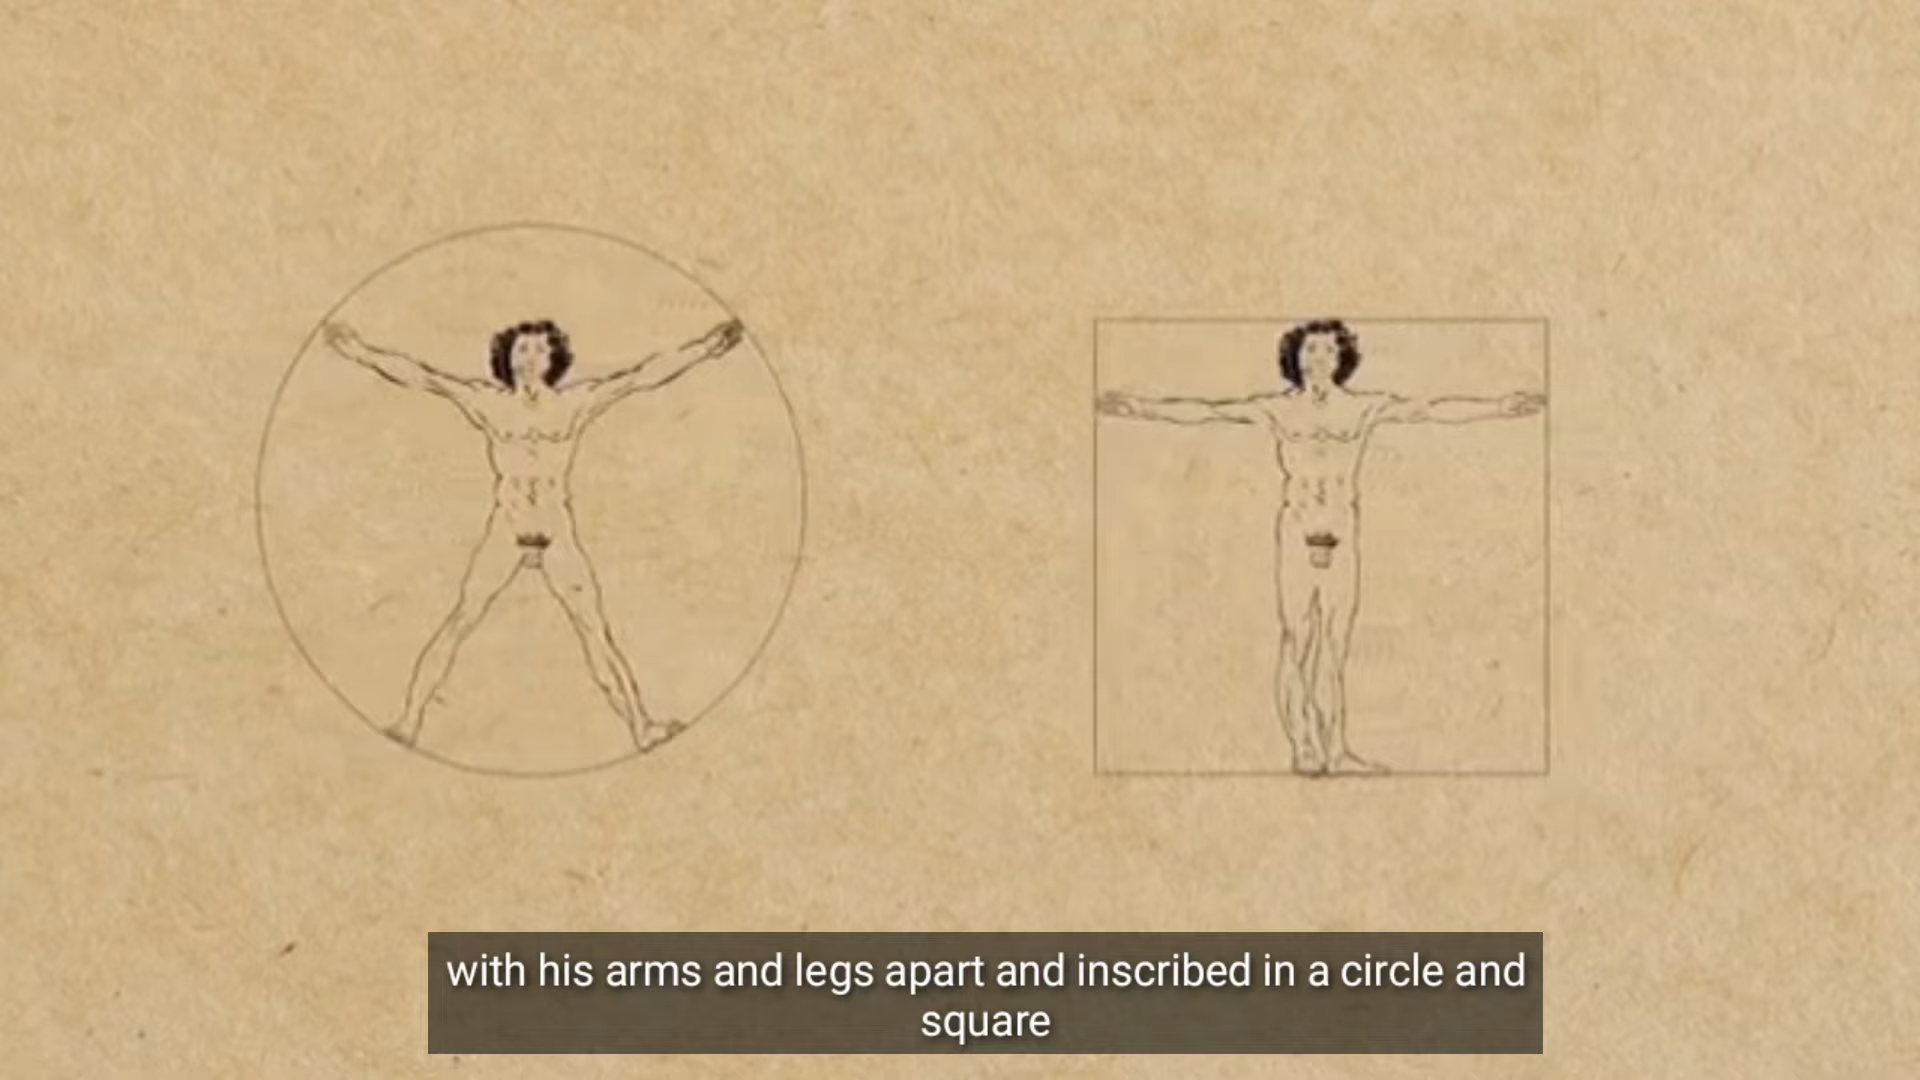 with his arms and legs apart and inscribed in a circle and
square